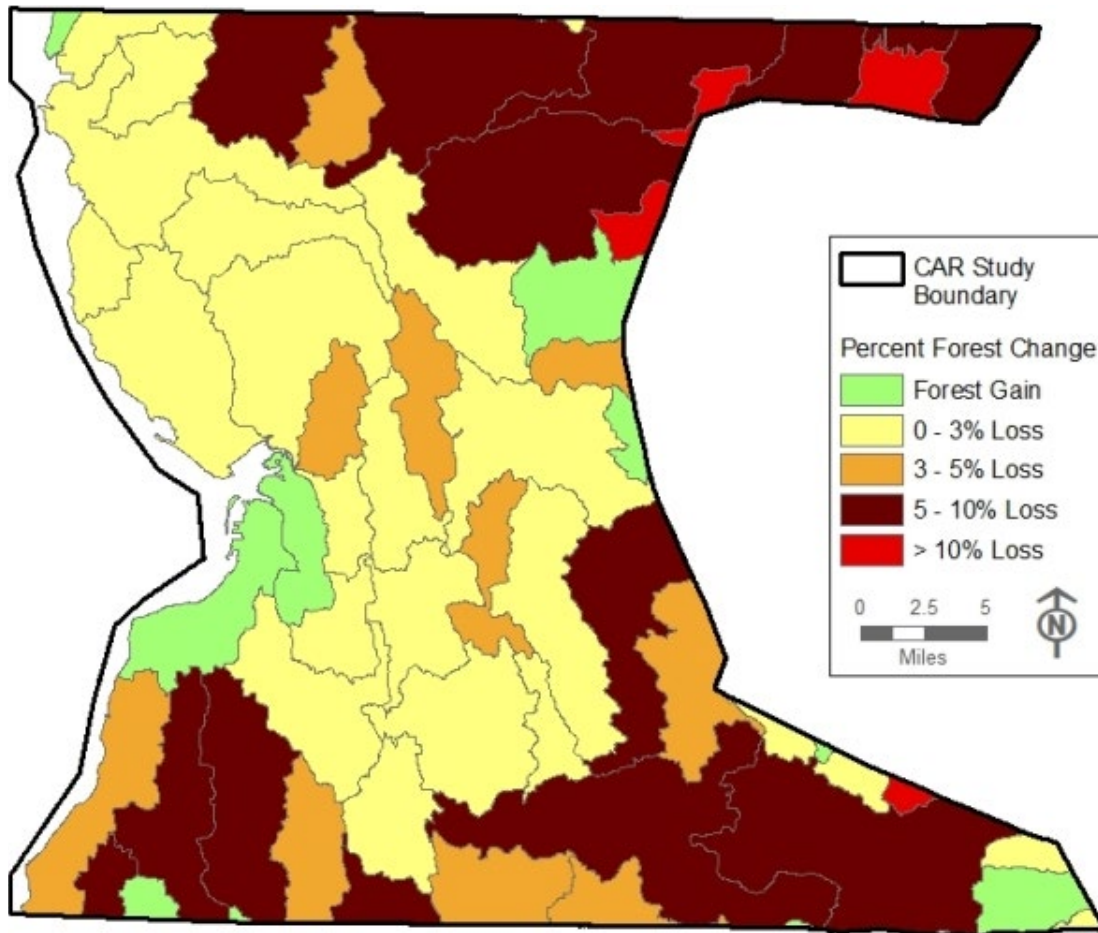 CAR Study
Boundary
Percent Forest Change
Forest Gain
0 - 3% Loss
3 - 5% Loss
5 - 10% Loss
> 10% Loss
0 2.5 5
Miles
N